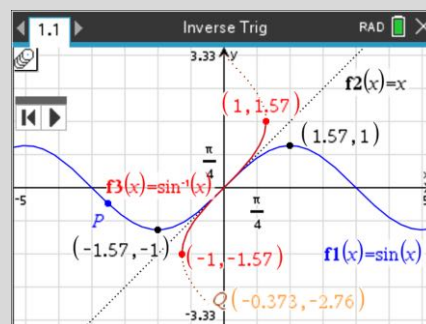 1.1 Inverse Trig RAD
3.33 y
f2(x)=x
(1,1.57)
(1.57,1)
π/4
f3(x)=sin⁻¹(x)
x
-5 5
P
π/4
(-1.57,-1)
(-1,-1.57)
f1(x)=sin(x)
Q (-0.373,-2.76)
-3.33